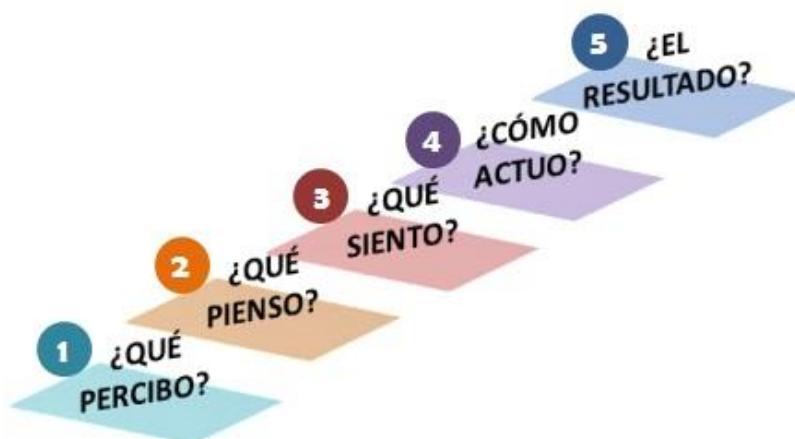 5 ¿EL
RESULTADO?
4 ¿CÓMO
ACTUO?
3 ¿QUÉ
SIENTO?
2 ¿QUÉ
PIENSO?
1 ¿QUÉ
PERCIBO?